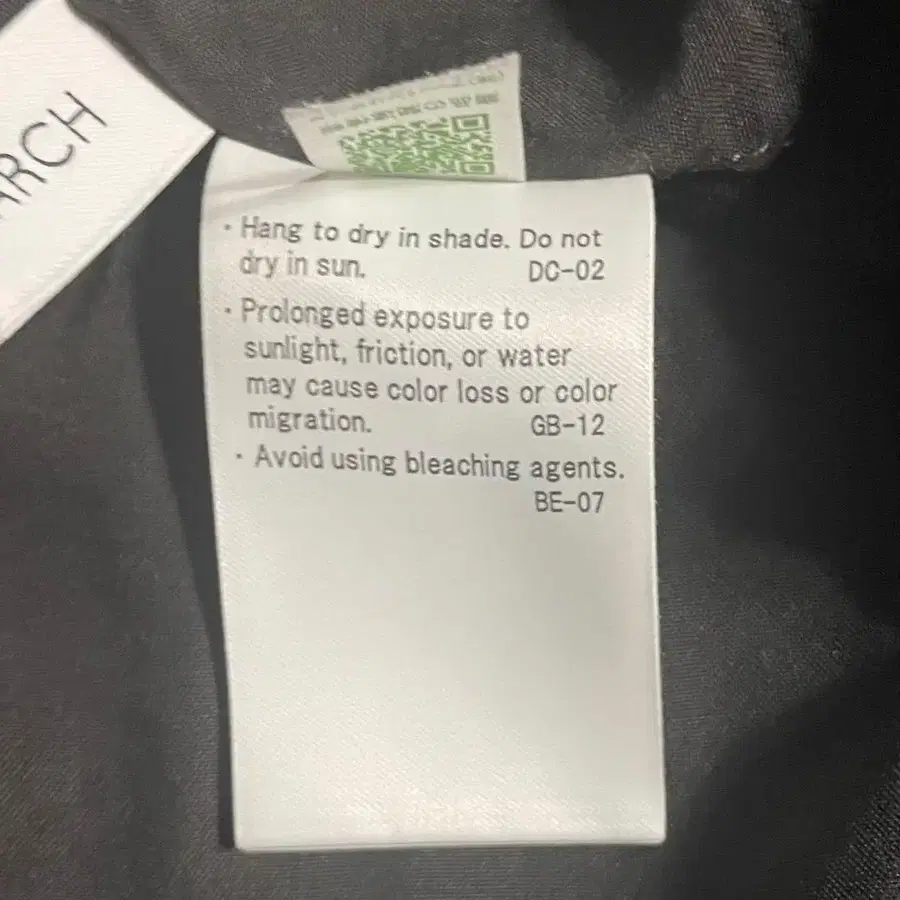 ARCH
· Hang to dry in shade. Do not
dry in sun. DC-02
· Prolonged exposure to
sunlight, friction, or water
may cause color loss or color
migration. GB-12
· Avoid using bleaching agents.
BE-07